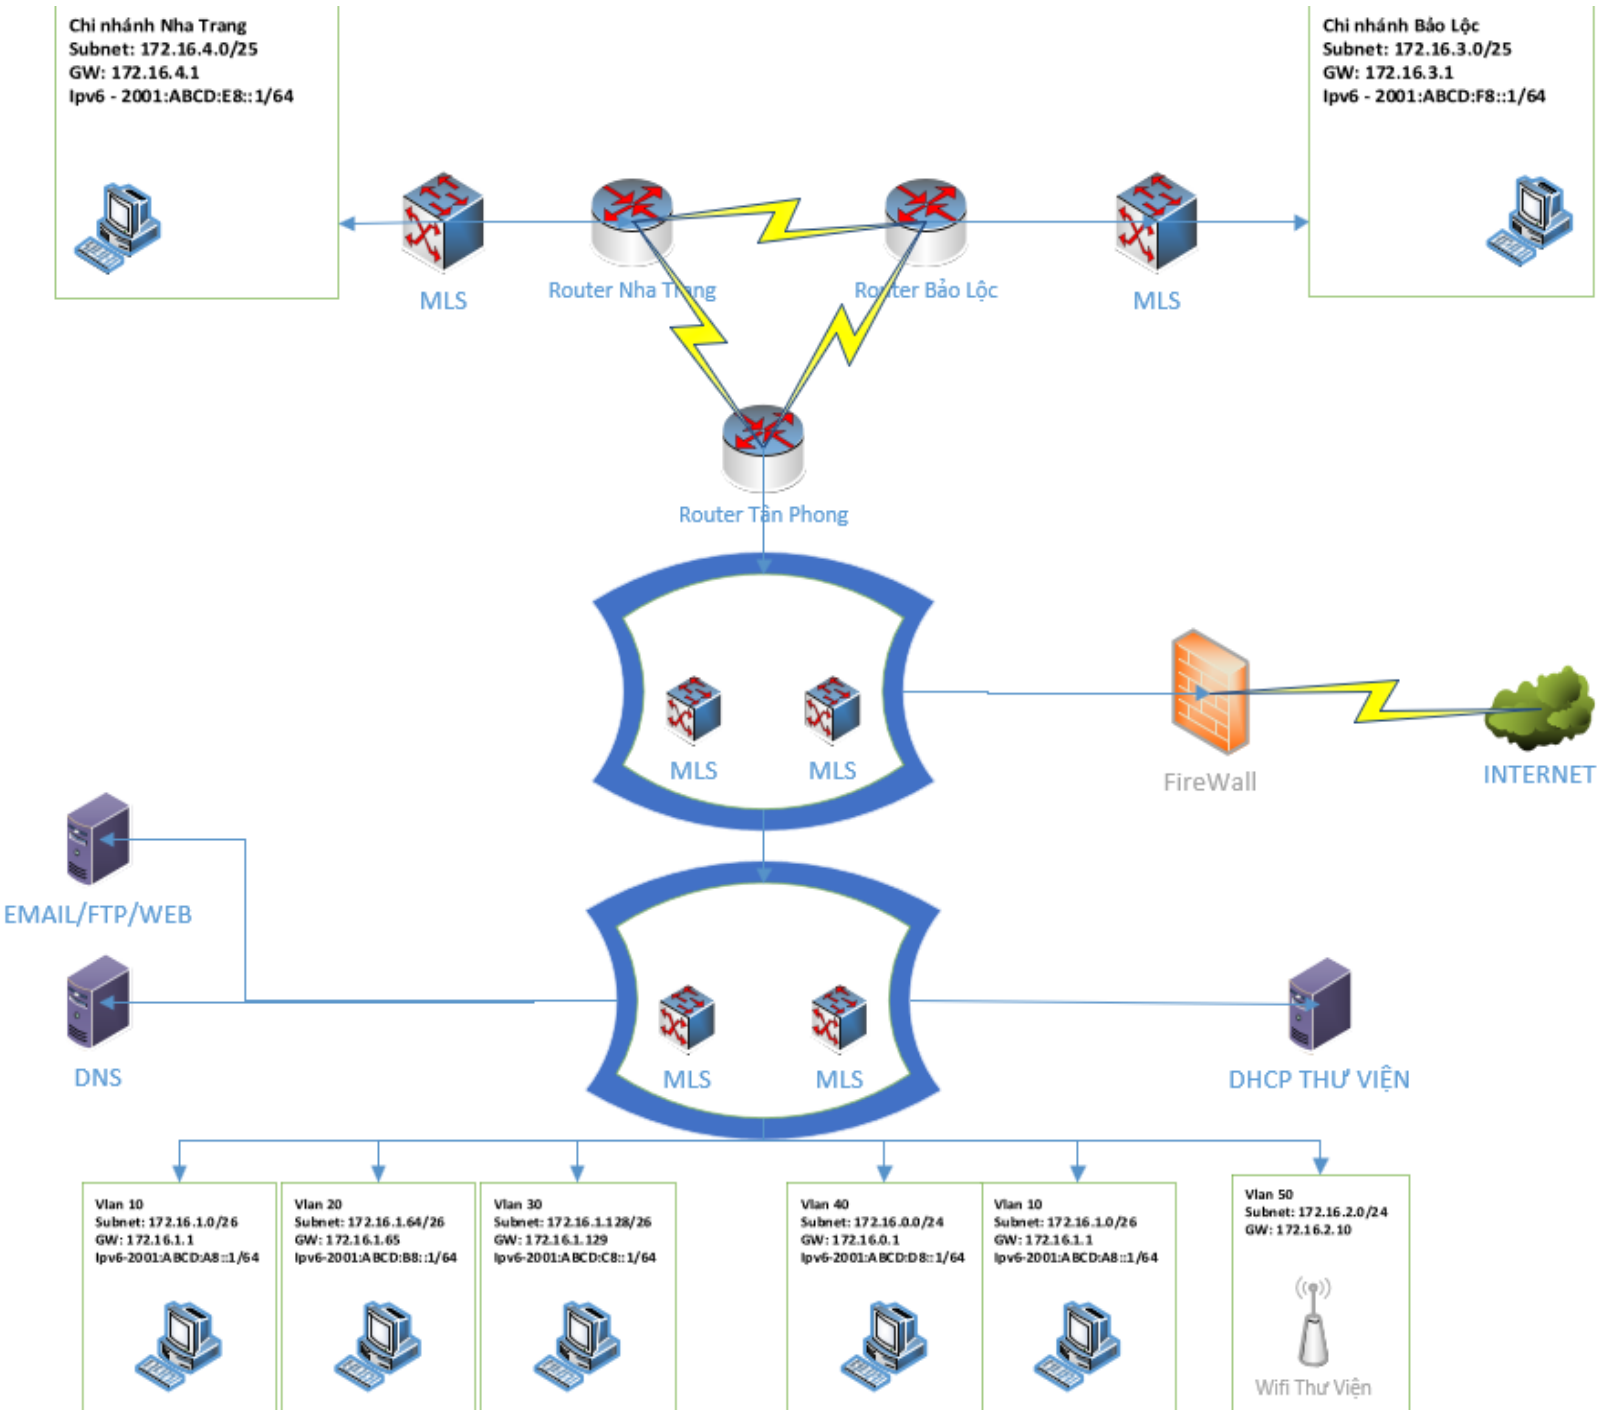 Chi nhánh Nha Trang
Subnet: 172.16.4.0/25
GW: 172.16.4.1
Ipv6 - 2001:ABCD:E8::1/64
Chi nhánh Bảo Lộc
Subnet: 172.16.3.0/25
GW: 172.16.3.1
Ipv6 - 2001:ABCD:F8::1/64
MLS
Router Nha Trang
Router Bảo Lộc
MLS
Router Tân Phong
MLS
MLS
FireWall
INTERNET
EMAIL/FTP/WEB
DNS
MLS
MLS
DHCP THƯ VIỆN
Vlan 10
Subnet: 172.16.1.0/26
GW: 172.16.1.1
Ipv6-2001:ABCD:A8::1/64
Vlan 20
Subnet: 172.16.1.64/26
GW: 172.16.1.65
Ipv6-2001:ABCD:B8::1/64
Vlan 30
Subnet: 172.16.1.128/26
GW: 172.16.1.129
Ipv6-2001:ABCD:C8::1/64
Vlan 40
Subnet: 172.16.0.0/24
GW: 172.16.0.1
Ipv6-2001:ABCD:D8::1/64
Vlan 10
Subnet: 172.16.1.0/26
GW: 172.16.1.1
Ipv6-2001:ABCD:A8::1/64
Vlan 50
Subnet: 172.16.2.0/24
GW: 172.16.2.10
Wifi Thư Viện